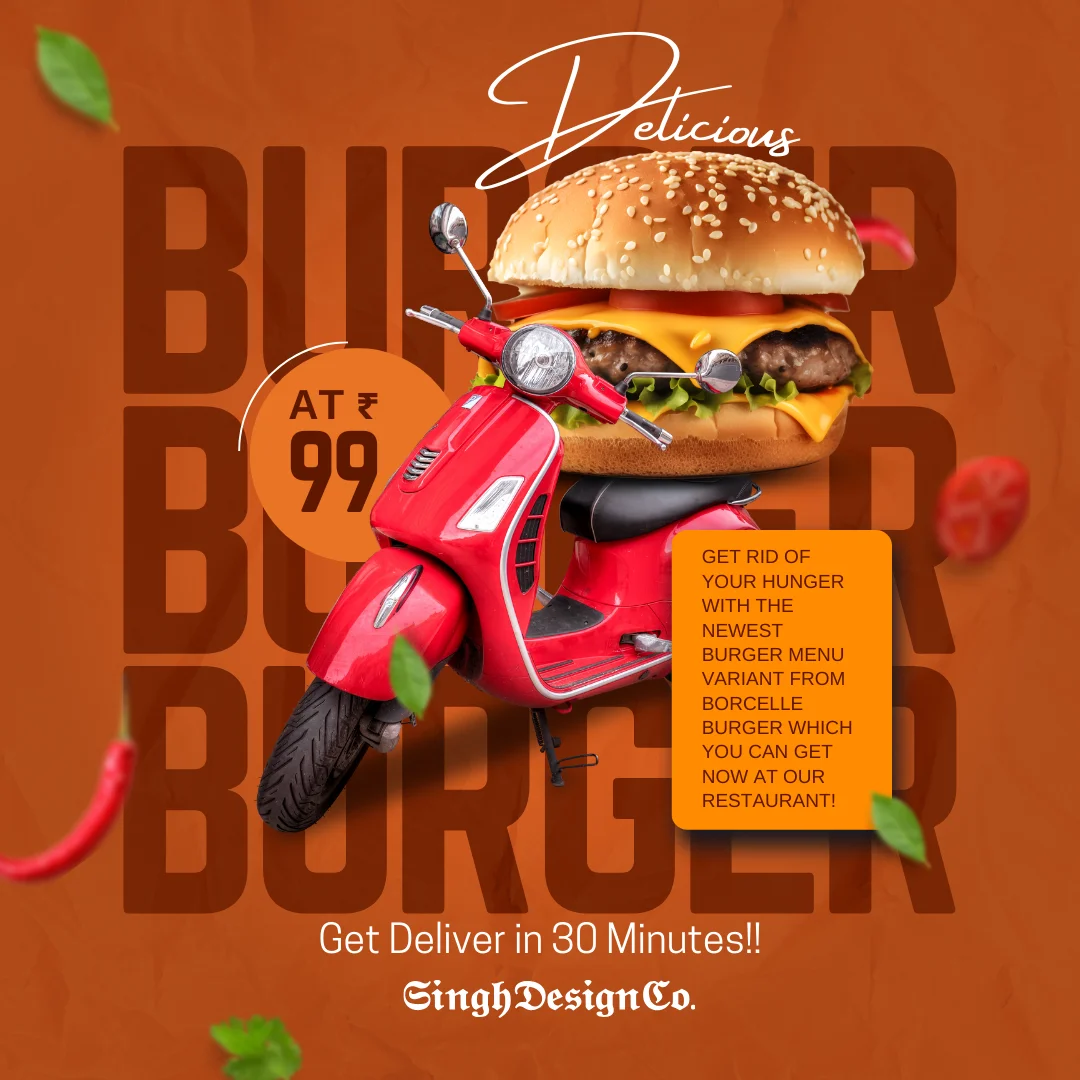 Delicious
BURGER
BURGER
BURGER
AT ₹
99
GET RID OF
YOUR HUNGER
WITH THE
NEWEST
BURGER MENU
VARIANT FROM
BORCELLE
BURGER WHICH
YOU CAN GET
NOW AT OUR
RESTAURANT!
Get Deliver in 30 Minutes!!
SinghDesignCo.